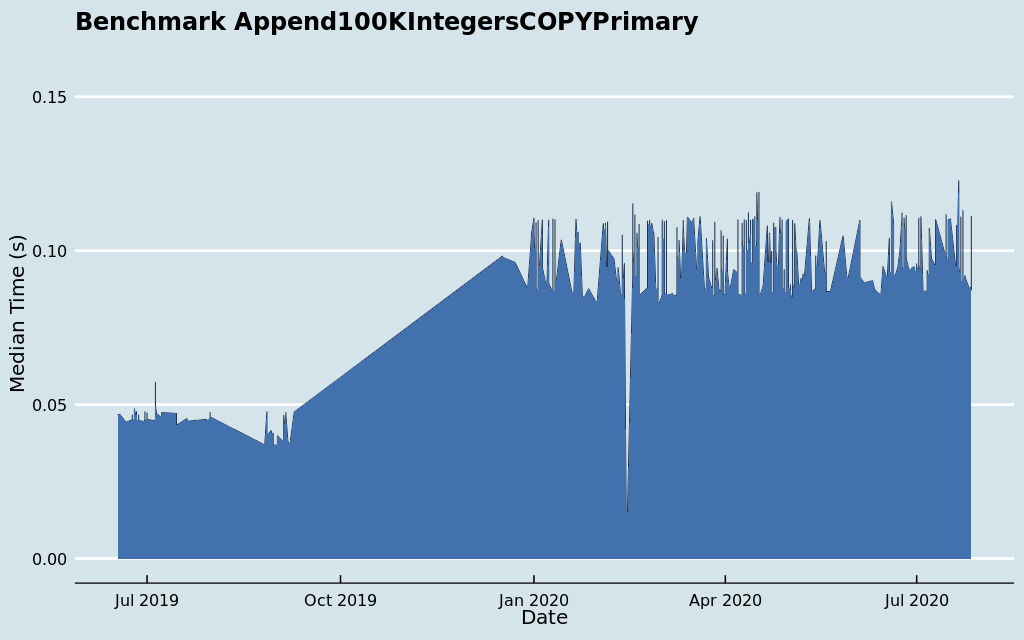 Benchmark Append100KIntegersCOPYPrimary
Median Time (s)
0.15
0.10
0.05
0.00
Jul 2019 Oct 2019 Jan 2020 Apr 2020 Jul 2020
Date